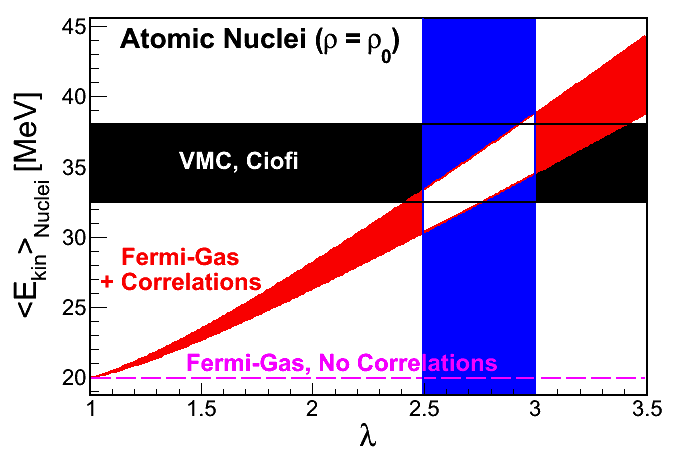 Atomic Nuclei (ρ = ρ0)
<Ekin>Nuclei [MeV]
45
40
35
30
25
20
VMC, Ciofi
Fermi-Gas
+ Correlations
Fermi-Gas, No Correlations
1 1.5 2 2.5 3 3.5
λ